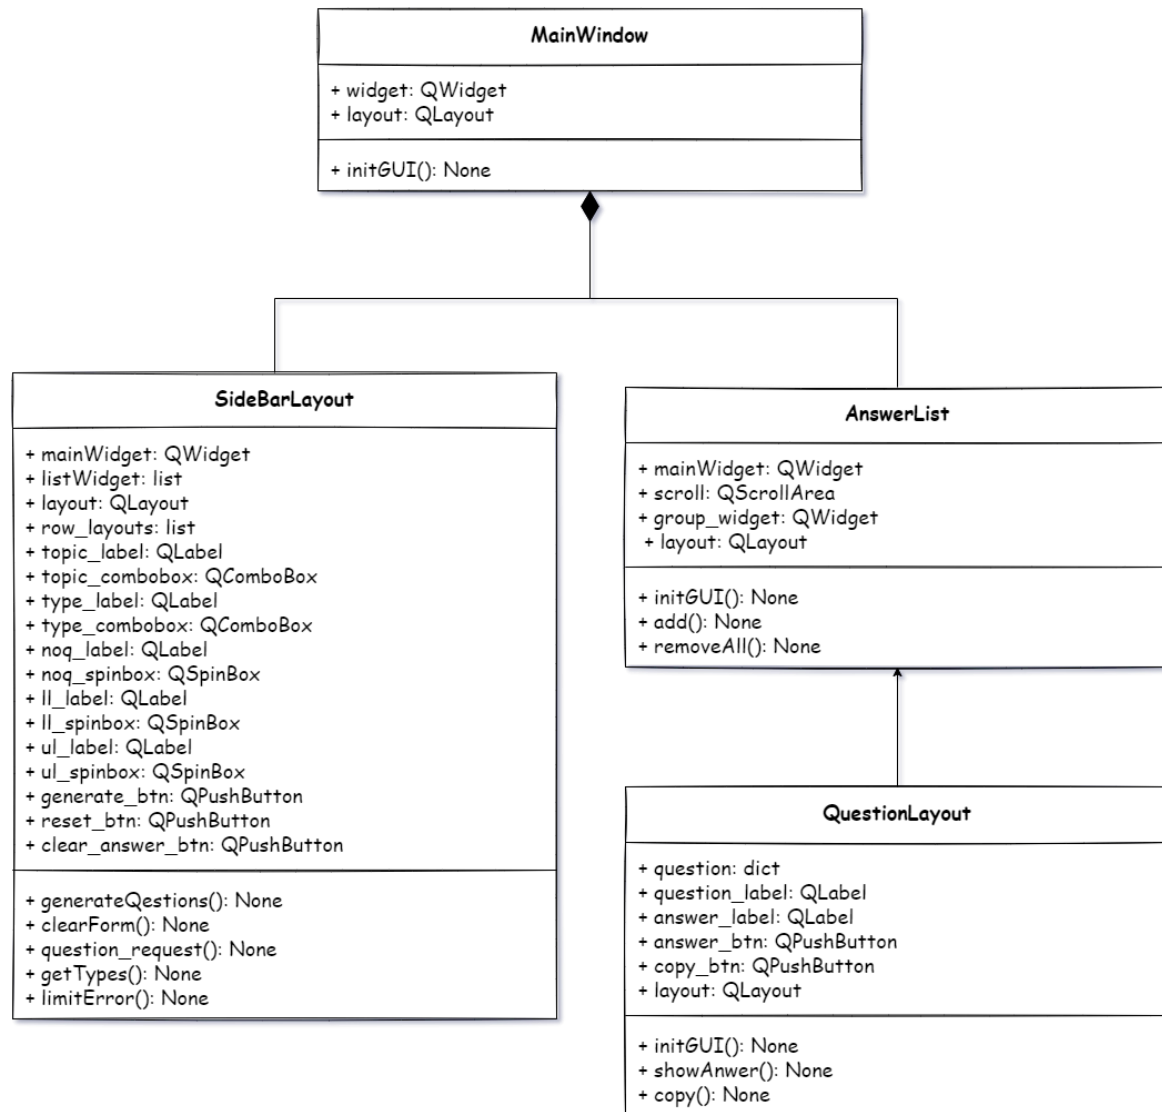 MainWindow
+ widget: QWidget
+ layout: QLayout
+ initGUI(): None
SideBarLayout
+ mainWidget: QWidget
+ listWidget: list
+ layout: QLayout
+ row_layouts: list
+ topic_label: QLabel
+ topic_combobox: QComboBox
+ type_label: QLabel
+ type_combobox: QComboBox
+ noq_label: QLabel
+ noq_spinbox: QSpinBox
+ ll_label: QLabel
+ ll_spinbox: QSpinBox
+ ul_label: QLabel
+ ul_spinbox: QSpinBox
+ generate_btn: QPushButton
+ reset_btn: QPushButton
+ clear_answer_btn: QPushButton
+ generateQestions(): None
+ clearForm(): None
+ question_request(): None
+ getTypes(): None
+ limitError(): None
AnswerList
+ mainWidget: QWidget
+ scroll: QScrollArea
+ group_widget: QWidget
+ layout: QLayout
+ initGUI(): None
+ add(): None
+ removeAll(): None
QuestionLayout
+ question: dict
+ question_label: QLabel
+ answer_label: QLabel
+ answer_btn: QPushButton
+ copy_btn: QPushButton
+ layout: QLayout
+ initGUI(): None
+ showAnwer(): None
+ copy(): None